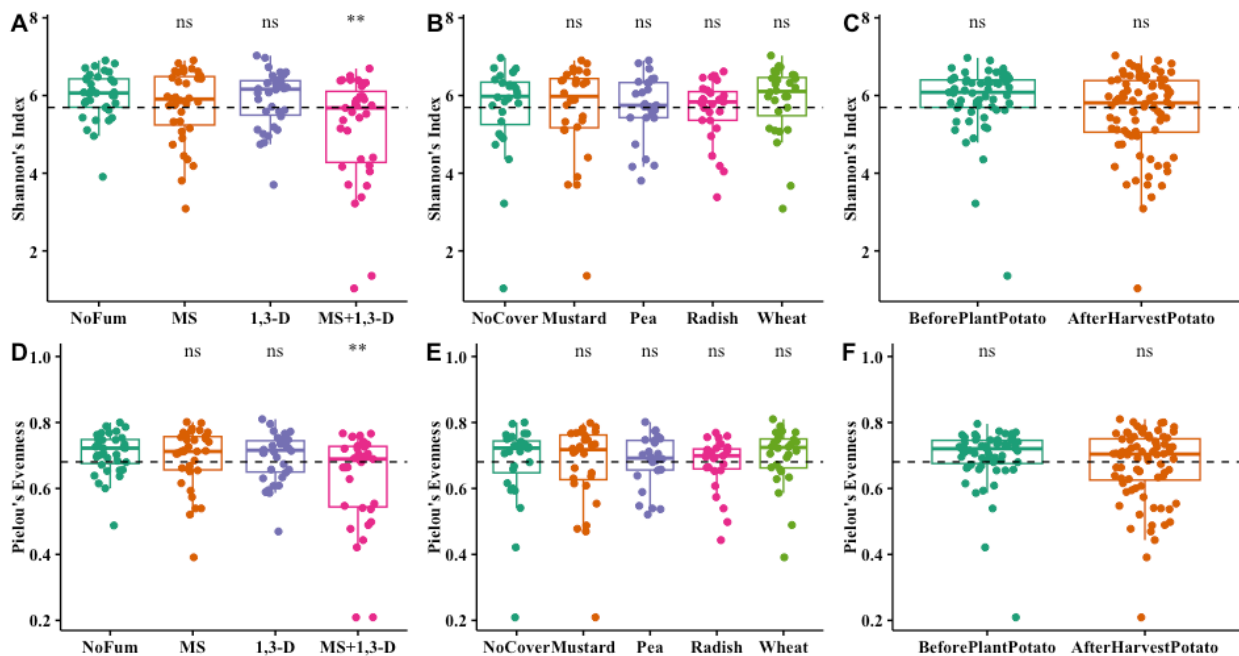 A
ns
ns
**
Shannon's Index
8
6
4
2
NoFum
MS
1,3-D
MS+1,3-D
B
ns
ns
ns
ns
Shannon's Index
8
6
4
2
NoCover
Mustard
Pea
Radish
Wheat
C
ns
ns
Shannon's Index
8
6
4
2
BeforePlantPotato
AfterHarvestPotato
D
ns
ns
**
Pielou's Evenness
1.0
0.8
0.6
0.4
0.2
NoFum
MS
1,3-D
MS+1,3-D
E
ns
ns
ns
ns
Pielou's Evenness
1.0
0.8
0.6
0.4
0.2
NoCover
Mustard
Pea
Radish
Wheat
F
ns
ns
Pielou's Evenness
1.0
0.8
0.6
0.4
0.2
BeforePlantPotato
AfterHarvestPotato